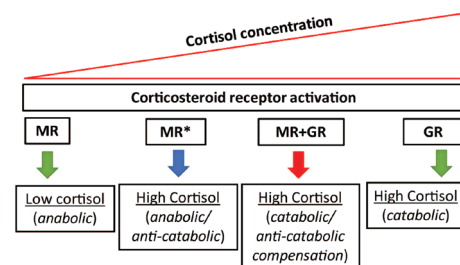 Cortisol concentration
Corticosteroid receptor activation
MR
MR*
MR+GR
GR
Low cortisol
(anabolic)
High Cortisol
(anabolic/
anti-catabolic)
High Cortisol
(catabolic/
anti-catabolic
compensation)
High Cortisol
(catabolic)